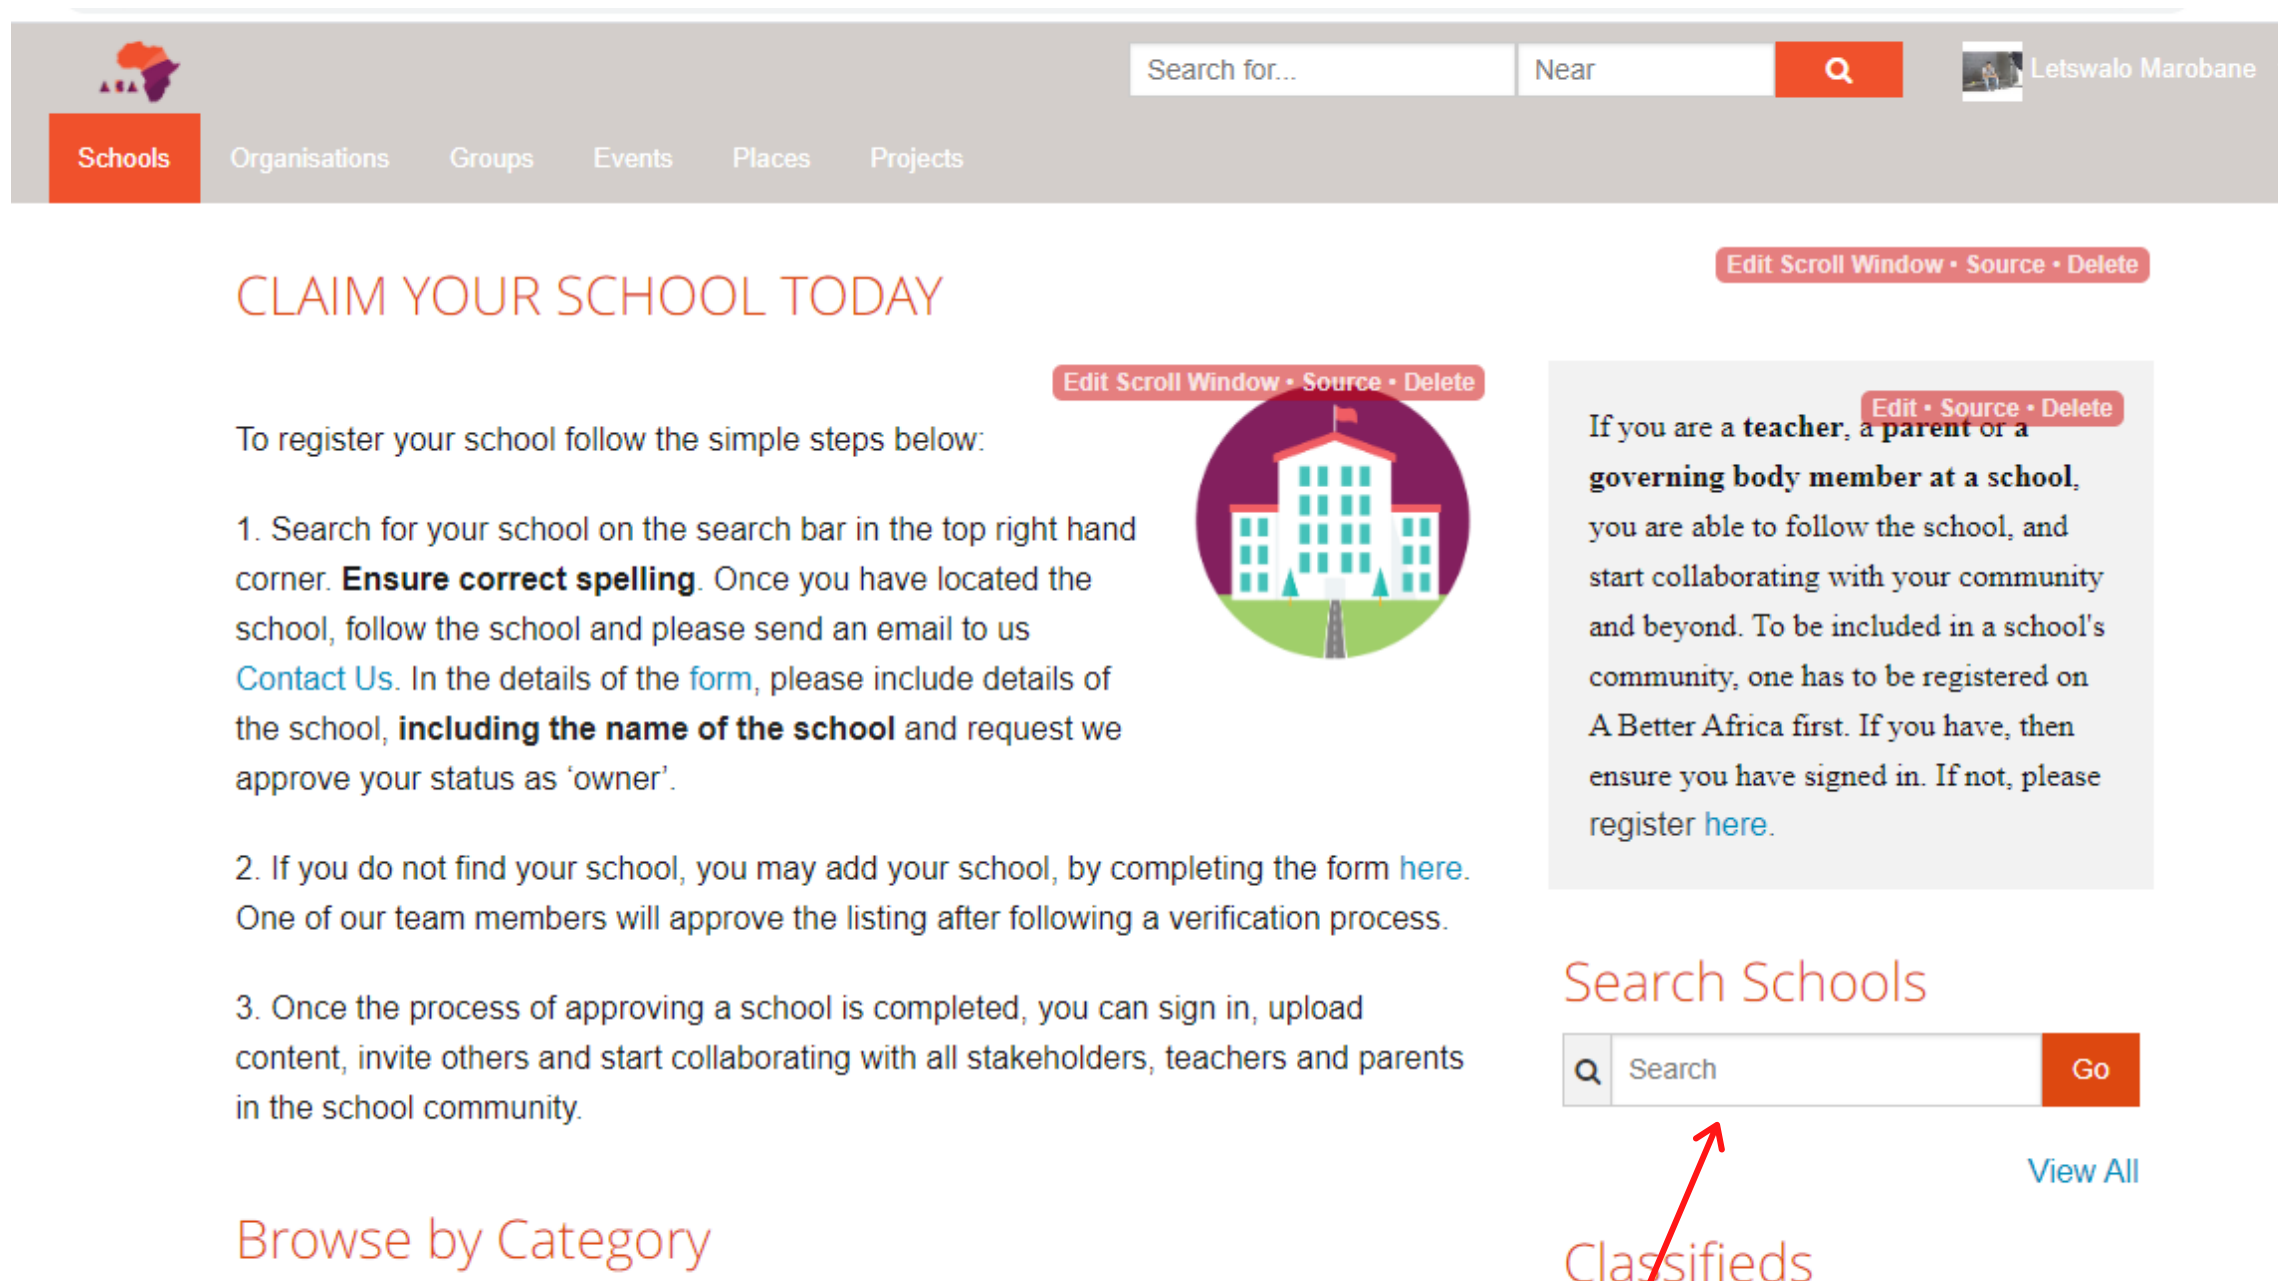 ABA
Search for...
Near
Letswalo Marobane
Schools
Organisations
Groups
Events
Places
Projects
CLAIM YOUR SCHOOL TODAY
Edit Scroll Window • Source • Delete
Edit Scroll Window • Source • Delete
To register your school follow the simple steps below:
1. Search for your school on the search bar in the top right hand
corner. Ensure correct spelling. Once you have located the
school, follow the school and please send an email to us
Contact Us. In the details of the form, please include details of
the school, including the name of the school and request we
approve your status as ‘owner’.
2. If you do not find your school, you may add your school, by completing the form here.
One of our team members will approve the listing after following a verification process.
3. Once the process of approving a school is completed, you can sign in, upload
content, invite others and start collaborating with all stakeholders, teachers and parents
in the school community.
Browse by Category
Edit • Source • Delete
If you are a teacher, a parent or a
governing body member at a school,
you are able to follow the school, and
start collaborating with your community
and beyond. To be included in a school's
community, one has to be registered on
A Better Africa first. If you have, then
ensure you have signed in. If not, please
register here.
Search Schools
Search
Go
View All
Classifieds